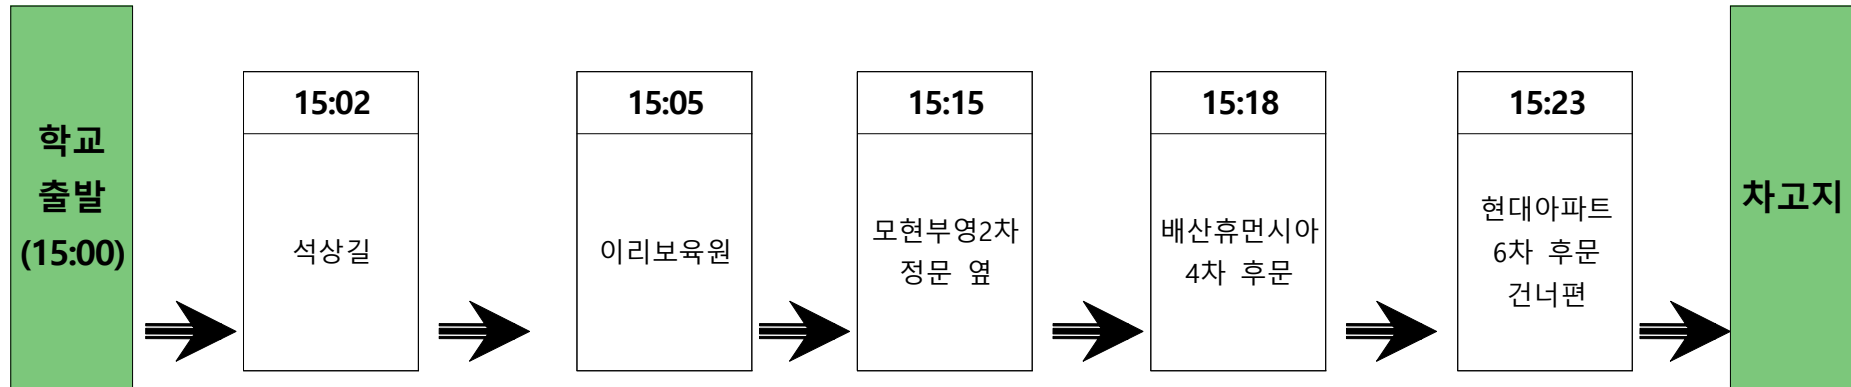 학교
출발
(15:00)
15:02
석상길
15:05
이리보육원
15:15
모현부영2차
정문 옆
15:18
배산휴먼시아
4차 후문
15:23
현대아파트
6차 후문
건너편
차고지